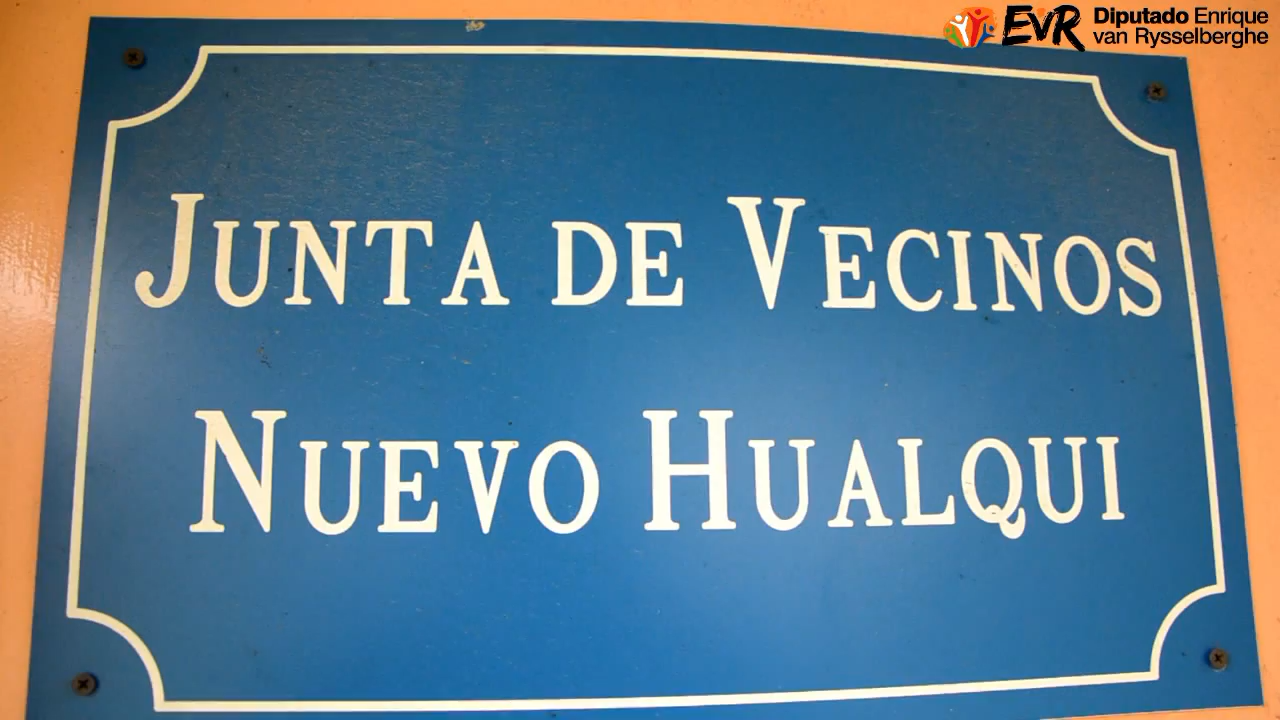 EVR Diputado Enrique
van Rysselberghe
JUNTA DE VECINOS
NUEVO HUALQUI